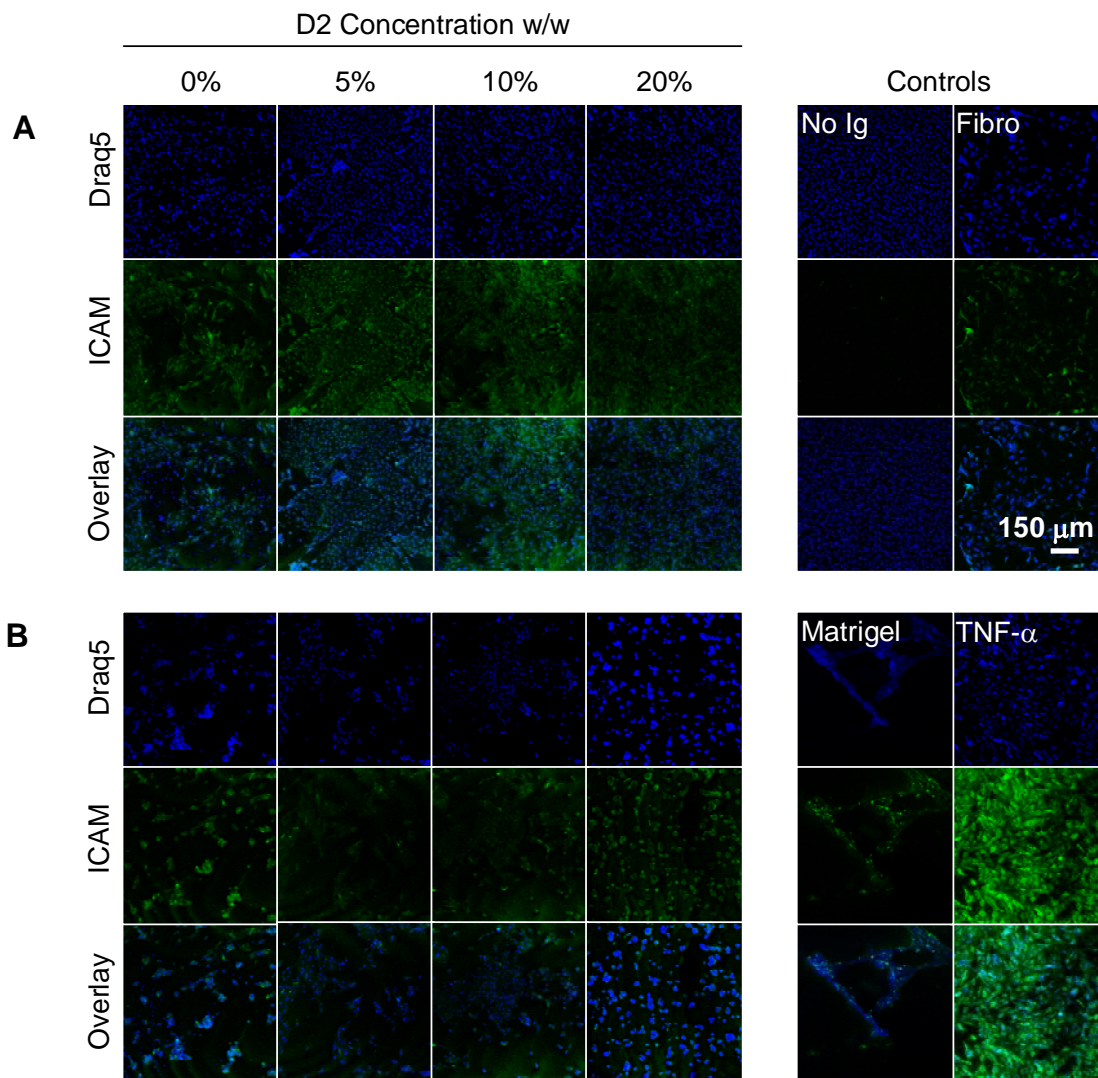 D2 Concentration w/w
0% 5% 10% 20% Controls
A
No Ig Fibro
Draq5
ICAM
Overlay
150 μm
B
Matrigel TNF-α
Draq5
ICAM
Overlay